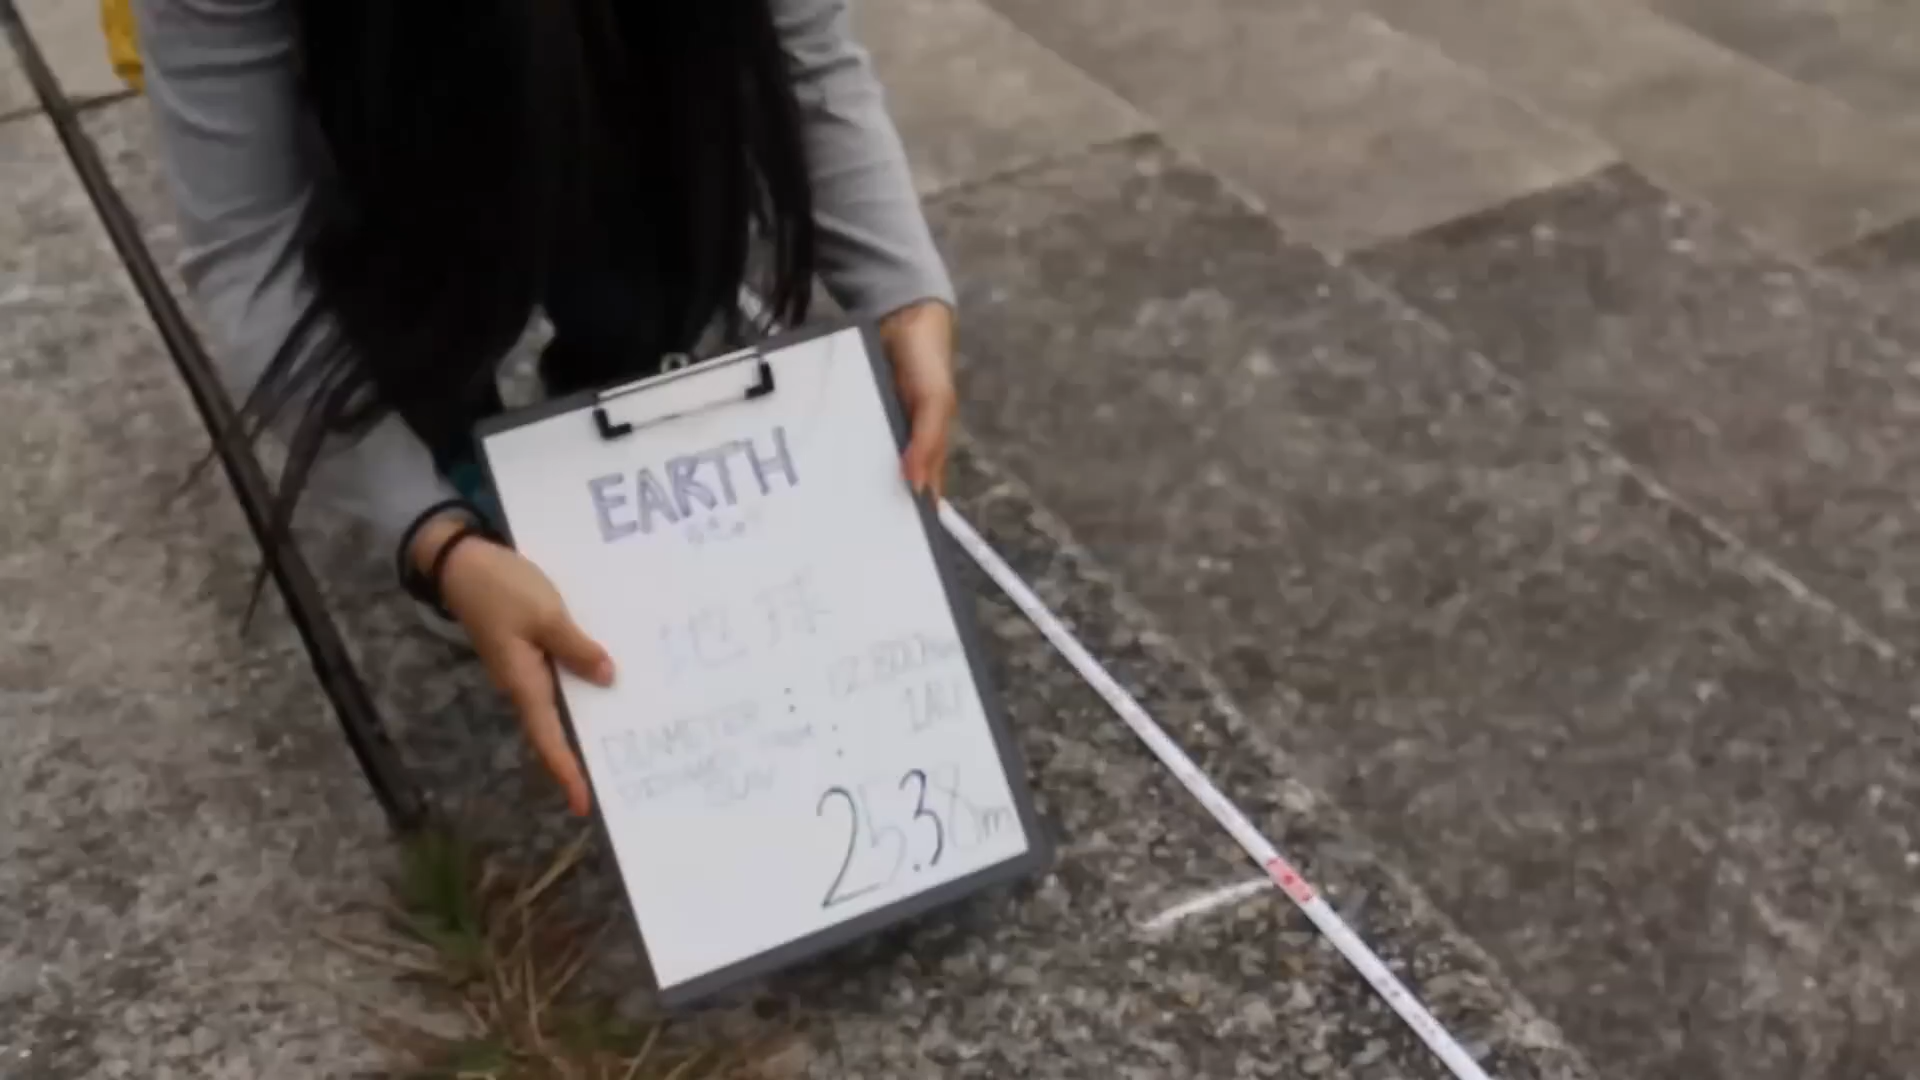 EARTH
地球
DIAMETER : 12,800km
DISTANCE FROM : 1AU
SUN
25.38m